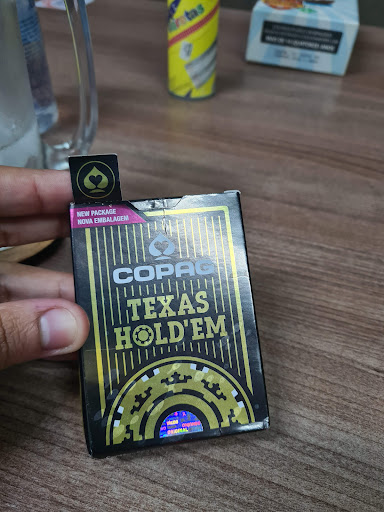 NEW PACKAGE
NOVA EMBALAGEM
COPAG
TEXAS
HOLD'EM